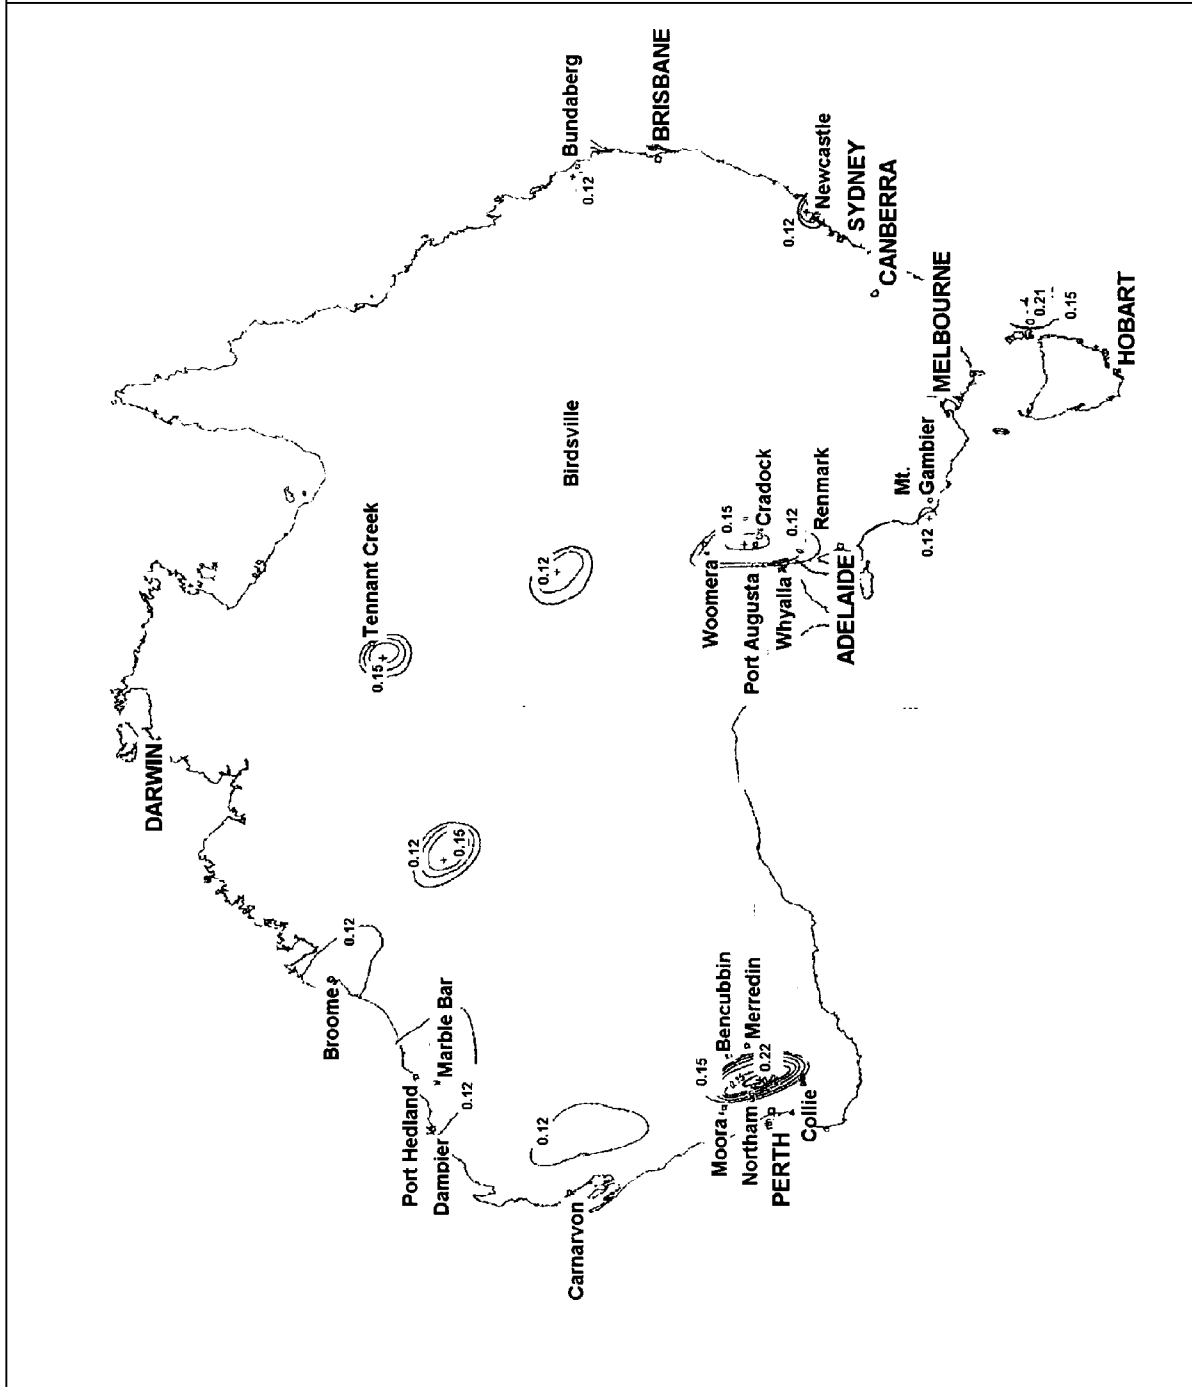 DARWIN
Broome
0.12
Port Hedland
Dampier
Marble Bar
0.12
0.12
0.15
0.15
Tennant Creek
Carnarvon
0.12
0.12
Birdsville
0.12
Bundaberg
BRISBANE
Moora
Northam
PERTH
Collie
0.15
0.22
Bencubbin
Merredin
Woomera
Port Augusta
Whyalla
ADELAIDE
0.15
Cradock
0.12
Renmark
0.12
Mt.
Gambier
MELBOURNE
0.12
Newcastle
SYDNEY
CANBERRA
0.21
0.15
HOBART